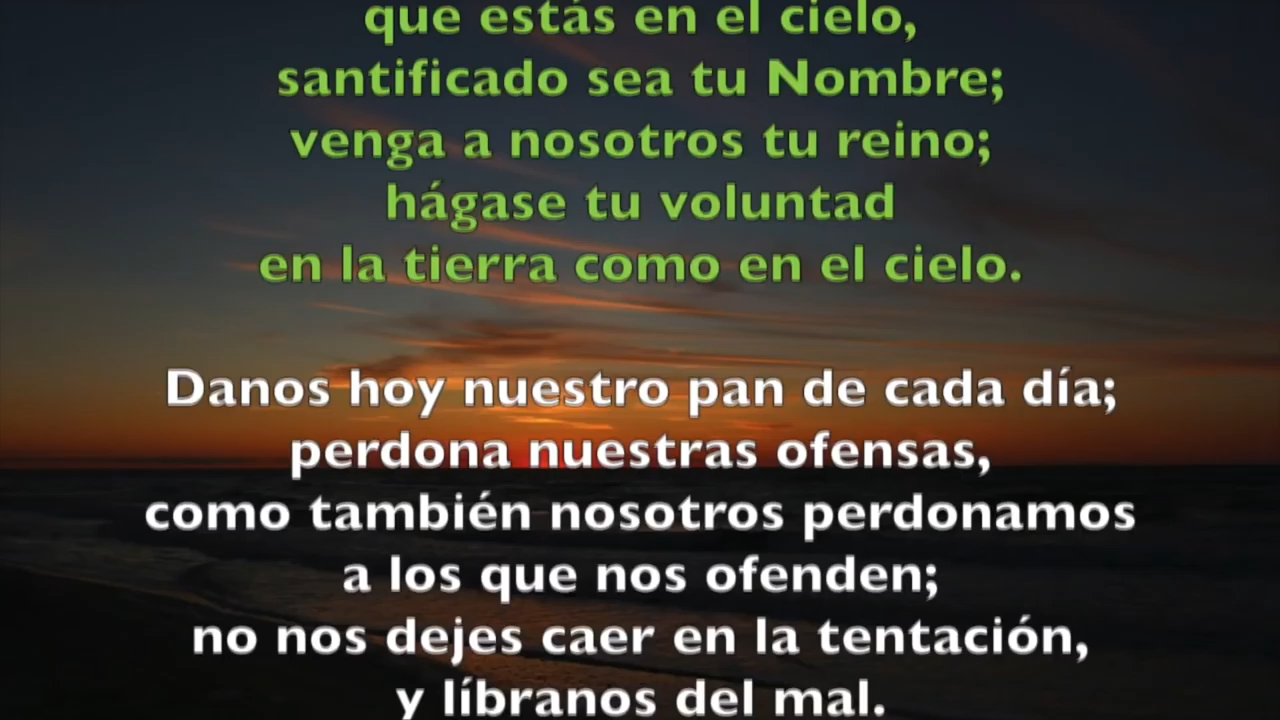 que estás en el cielo,
santificado sea tu Nombre;
venga a nosotros tu reino;
hágase tu voluntad
en la tierra como en el cielo.
Danos hoy nuestro pan de cada día;
perdona nuestras ofensas,
como también nosotros perdonamos
a los que nos ofenden;
no nos dejes caer en la tentación,
y líbranos del mal.